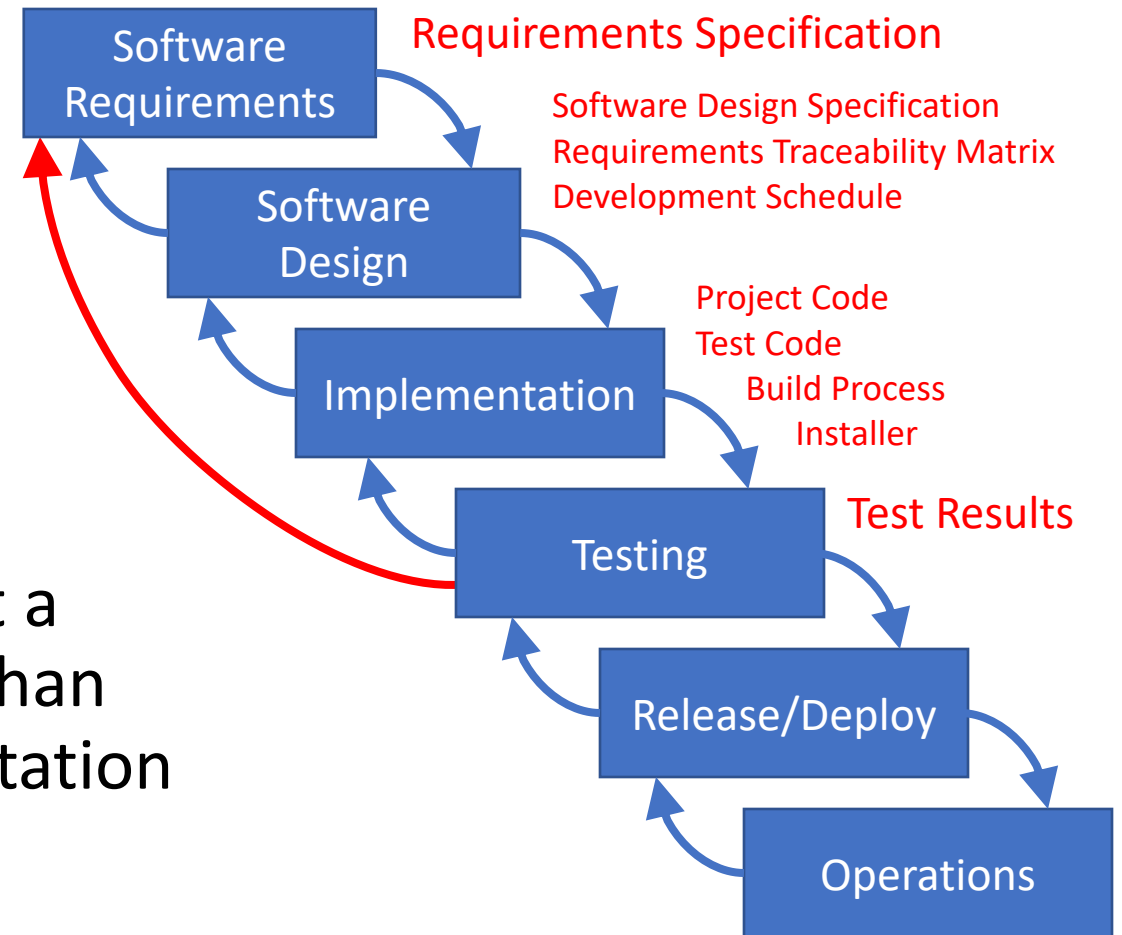 Software
Requirements
Requirements Specification
Software Design Specification
Requirements Traceability Matrix
Development Schedule
Software
Design
Project Code
Test Code
Build Process
Installer
Implementation
Test Results
Testing
a
than
tation
Release/Deploy
Operations